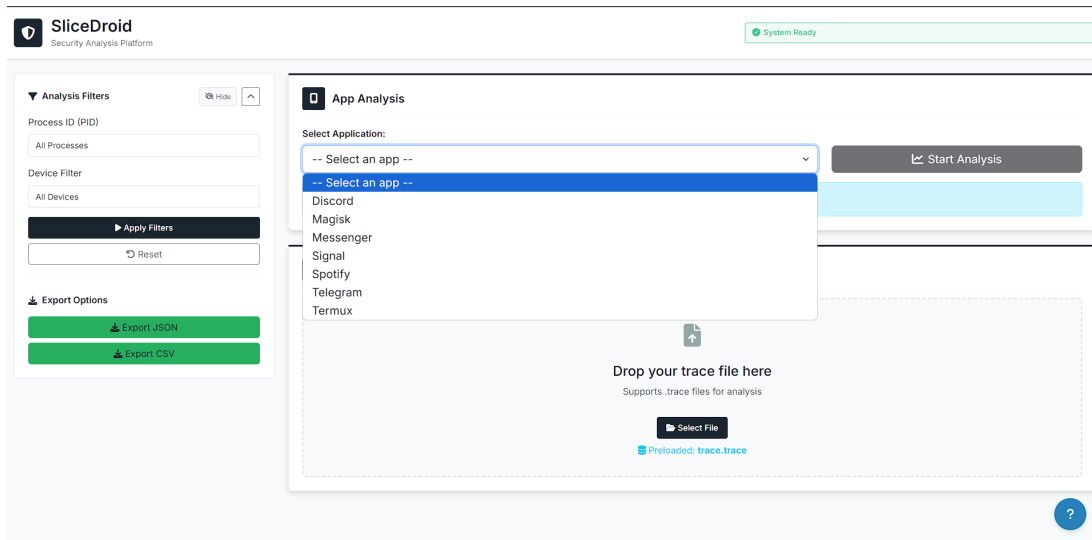 SliceDroid
Security Analysis Platform
System Ready
Analysis Filters
Hide
Process ID (PID)
All Processes
Device Filter
All Devices
Apply Filters
Reset
Export Options
Export JSON
Export CSV
App Analysis
Select Application:
-- Select an app --
Start Analysis
-- Select an app --
Discord
Magisk
Messenger
Signal
Spotify
Telegram
Termux
Drop your trace file here
Supports .trace files for analysis
Select File
Preloaded: trace.trace
?